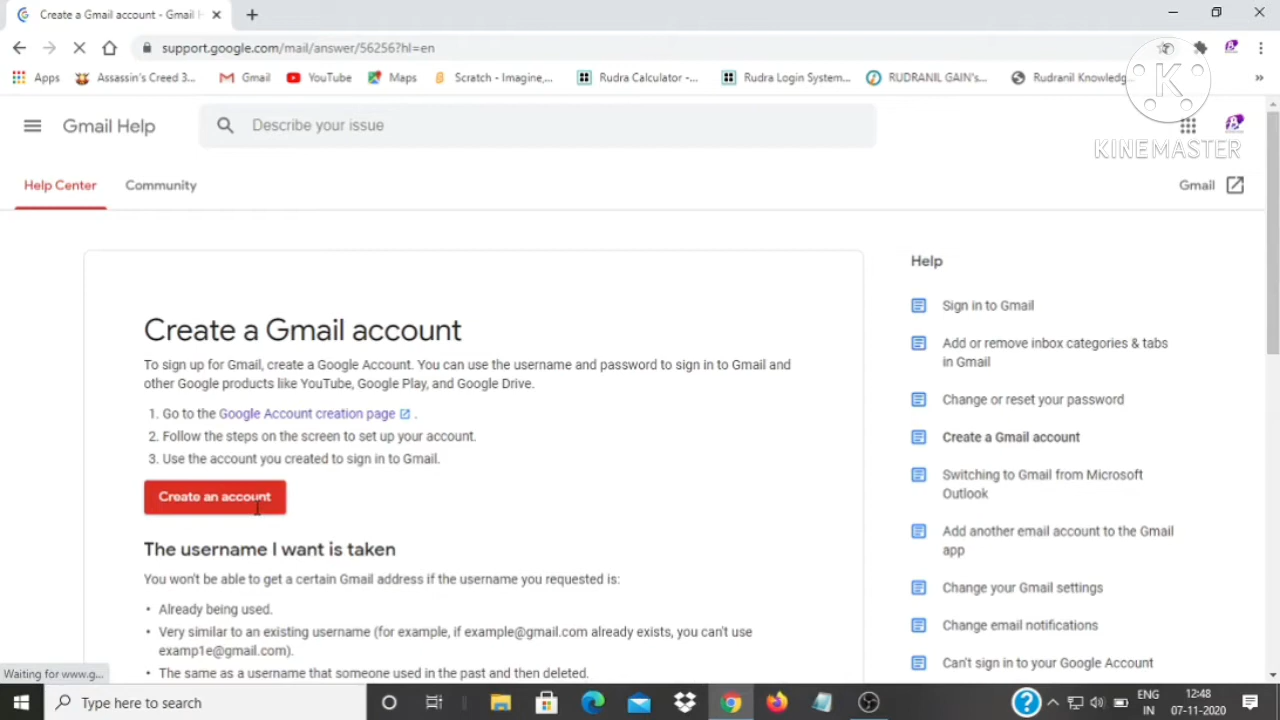 Create a Gmail account - Gmail H
support.google.com/mail/answer/56256?hl=en
Apps
Assassin's Creed 3...
Gmail
YouTube
Maps
Scratch - Imagine,...
Rudra Calculator -...
Rudra Login System...
RUDRANIL GAIN's...
Rudranil Knowledg...
»
K
KINEMASTER
Gmail Help
Describe your issue
Help Center
Community
Gmail
Create a Gmail account
To sign up for Gmail, create a Google Account. You can use the username and password to sign in to Gmail and
other Google products like YouTube, Google Play, and Google Drive.
1. Go to the Google Account creation page .
2. Follow the steps on the screen to set up your account.
3. Use the account you created to sign in to Gmail.
Create an account
The username I want is taken
You won't be able to get a certain Gmail address if the username you requested is:
• Already being used.
• Very similar to an existing username (for example, if example@gmail.com already exists, you can't use
examp1e@gmail.com).
• The same as a username that someone used in the past and then deleted.
Help
Sign in to Gmail
Add or remove inbox categories & tabs
in Gmail
Change or reset your password
Create a Gmail account
Switching to Gmail from Microsoft
Outlook
Add another email account to the Gmail
app
Change your Gmail settings
Change email notifications
Can't sign in to your Google Account
Waiting for www.g...
Type here to search
ENG
IN
12:48
07-11-2020